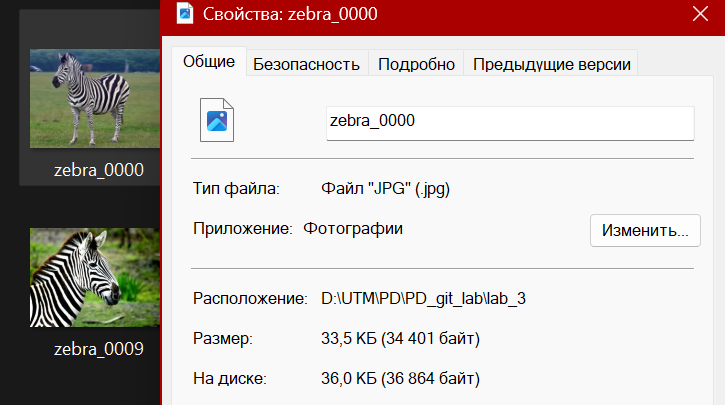 Свойства: zebra_0000
Общие Безопасность Подробно Предыдущие версии
zebra_0000
zebra_0000
Тип файла: Файл "JPG" (.jpg)
Приложение: Фотографии Изменить...
Расположение: D:\UTM\PD\PD_git_lab\lab_3
Размер: 33,5 КБ (34 401 байт)
zebra_0009
На диске: 36,0 КБ (36 864 байт)